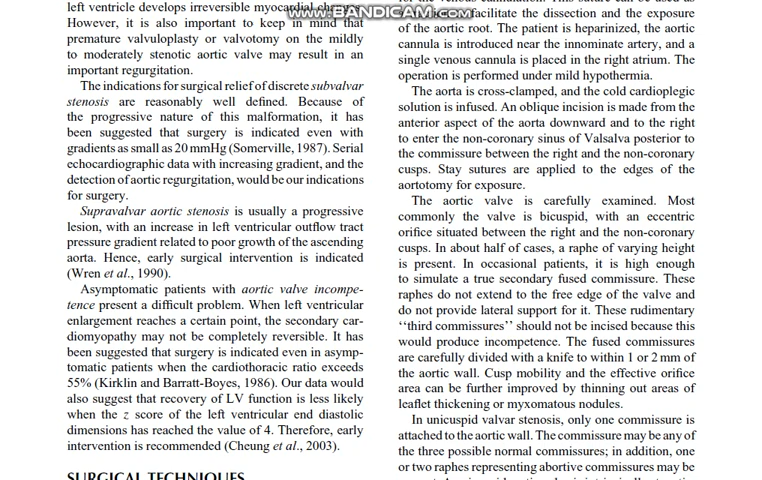 left ventricle develops irreversible myocardial changes.
However, it is also important to keep in mind that
premature valvuloplasty or valvotomy on the mildly
to moderately stenotic aortic valve may result in an
important regurgitation.
The indications for surgical relief of discrete subvalvar
stenosis are reasonably well defined. Because of
the progressive nature of this malformation, it has
been suggested that surgery is indicated even with
gradients as small as 20 mmHg (Somerville, 1987). Serial
echocardiographic data with increasing gradient, and the
detection of aortic regurgitation, would be our indications
for surgery.
Supravalvar aortic stenosis is usually a progressive
lesion, with an increase in left ventricular outflow tract
pressure gradient related to poor growth of the ascending
aorta. Hence, early surgical intervention is indicated
(Wren et al., 1990).
Asymptomatic patients with aortic valve incompe-
tence present a difficult problem. When left ventricular
enlargement reaches a certain point, the secondary car-
diomyopathy may not be completely reversible. It has
been suggested that surgery is indicated even in asymp-
tomatic patients when the cardiothoracic ratio exceeds
55% (Kirklin and Barratt-Boyes, 1986). Our data would
also suggest that recovery of LV function is less likely
when the z score of the left ventricular end diastolic
dimensions has reached the value of 4. Therefore, early
intervention is recommended (Cheung et al., 2003).
SURGICAL TECHNIQUES
www.BANDICAM.com
facilitate the dissection and the exposure
of the aortic root. The patient is heparinized, the aortic
cannula is introduced near the innominate artery, and a
single venous cannula is placed in the right atrium. The
operation is performed under mild hypothermia.
The aorta is cross-clamped, and the cold cardioplegic
solution is infused. An oblique incision is made from the
anterior aspect of the aorta downward and to the right
to enter the non-coronary sinus of Valsalva posterior to
the commissure between the right and the non-coronary
cusps. Stay sutures are applied to the edges of the
aortotomy for exposure.
The aortic valve is carefully examined. Most
commonly the valve is bicuspid, with an eccentric
orifice situated between the right and the non-coronary
cusps. In about half of cases, a raphe of varying height
is present. In occasional patients, it is high enough
to simulate a true secondary fused commissure. These
raphes do not extend to the free edge of the valve and
do not provide lateral support for it. These rudimentary
‘‘third commissures’’ should not be incised because this
would produce incompetence. The fused commissures
are carefully divided with a knife to within 1 or 2 mm of
the aortic wall. Cusp mobility and the effective orifice
area can be further improved by thinning out areas of
leaflet thickening or myxomatous nodules.
In unicuspid valvar stenosis, only one commissure is
attached to the aortic wall. The commissure may be any of
the three possible normal commissures; in addition, one
or two raphes representing abortive commissures may be